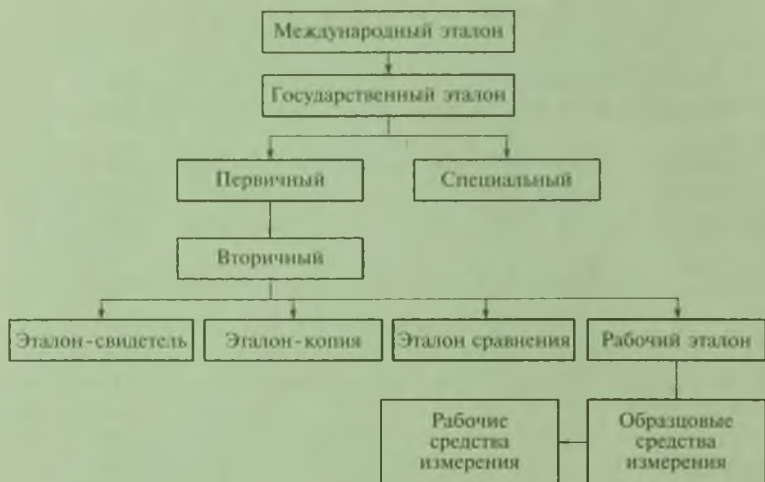 Международный эталон
Государственный эталон
Первичный
Специальный
Вторичный
Эталон-свидетель
Эталон-копия
Эталон сравнения
Рабочий эталон
Рабочие
средства
измерения
Образцовые
средства
измерения